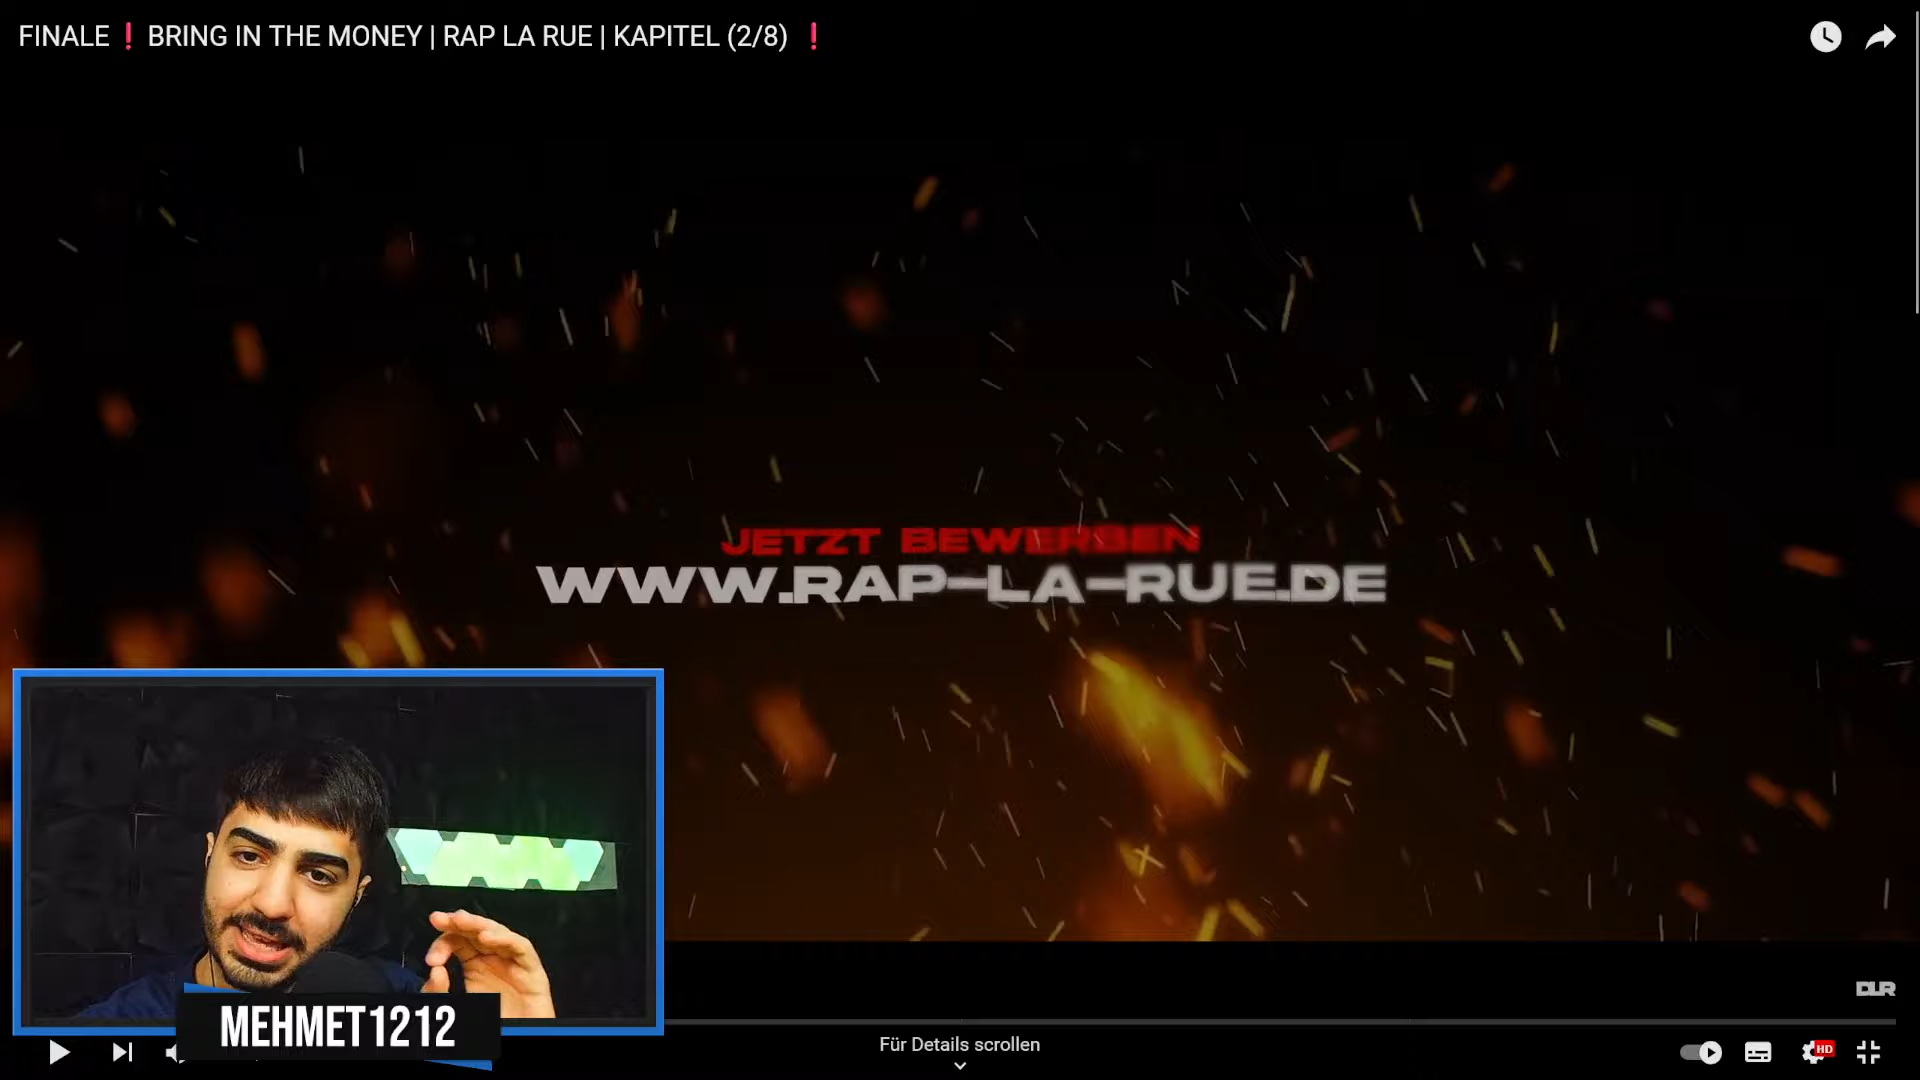 FINALE❗BRING IN THE MONEY | RAP LA RUE | KAPITEL (2/8) ❗
JETZT BEWERBEN
WWW.RAP-LA-RUE.DE
MEHMET1212
DLR
Für Details scrollen
HD